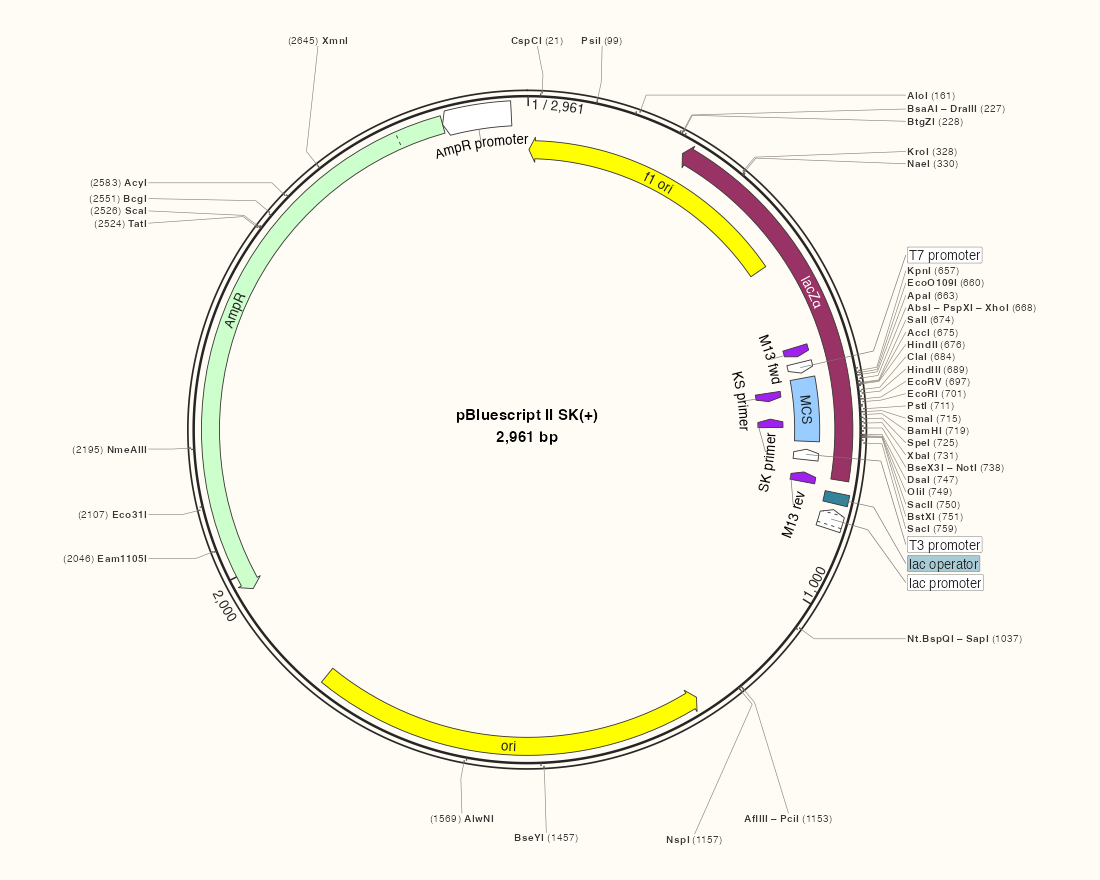 (2645) XmnI
CspCI (21)
PsiI (99)
AloI (161)
BsaAI – DraIII (227)
BtgZI (228)
KroI (328)
NaeI (330)
1 / 2,961
AmpR promoter
f1 ori
lacZα
(2583) AcyI
(2551) BcgI
(2526) ScaI
(2524) TatI
AmpR
T7 promoter
KpnI (657)
EcoO109I (660)
ApaI (663)
AbsI – PspXI – XhoI (668)
SalI (674)
AccI (675)
HindII (676)
ClaI (684)
HindIII (689)
EcoRV (697)
EcoRI (701)
PstI (711)
SmaI (715)
BamHI (719)
SpeI (725)
XbaI (731)
BseX3I – NotI (738)
DsaI (747)
OliI (749)
SacII (750)
BstXI (751)
SacI (759)
T3 promoter
lac operator
lac promoter
M13 fwd
KS primer
MCS
SK primer
M13 rev
pBluescript II SK(+)
2,961 bp
(2195) NmeAIII
(2107) Eco31I
(2046) Eam1105I
2,000
1,000
Nt.BspQI – SapI (1037)
ori
(1569) AlwNI
BseYI (1457)
AflIII – PciI (1153)
NspI (1157)